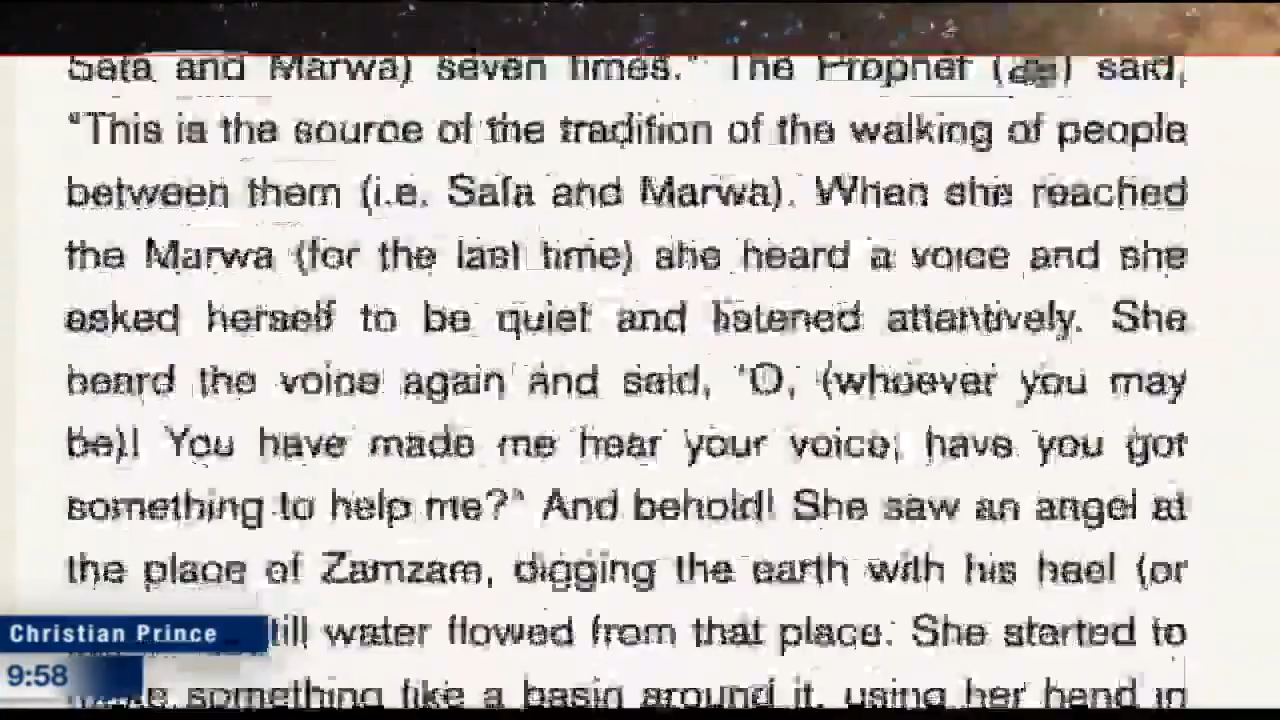 Safa and Marwa) seven times." The Prophet (ﷺ) said,
"This is the source of the tradition of the walking of people
between them (i.e. Safa and Marwa). When she reached
the Marwa (for the last time) she heard a voice and she
asked herself to be quiet and listened attentively. She
heard the voice again and said, 'O, (whoever you may
be)! You have made me hear your voice; have you got
something to help me?" And behold! She saw an angel at
the place of Zamzam, digging the earth with his heel (or
till water flowed from that place. She started to
something like a basin around it, using her hand in
Christian Prince
9:58